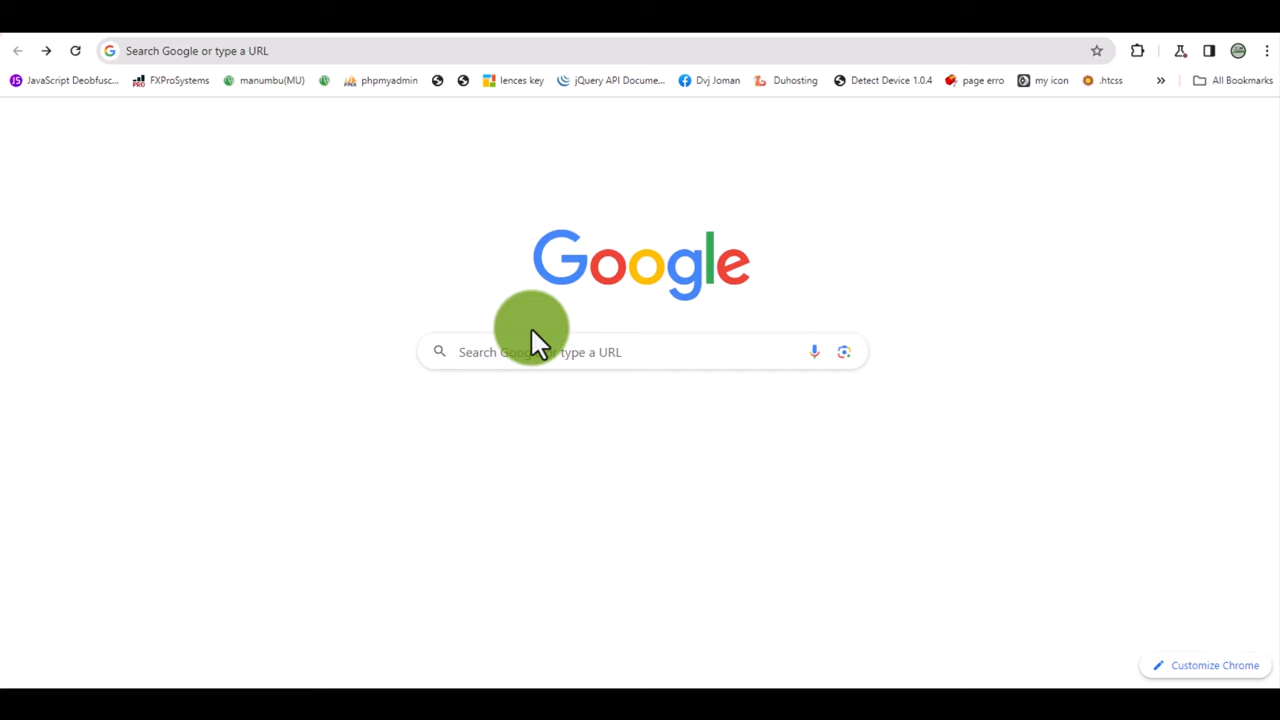 Search Google or type a URL
JavaScript Deobfusc... FXProSystems manumbu(MU) phpmyadmin lences key jQuery API Docume... Dvj Joman Duhosting Detect Device 1.0.4 page erro my icon .htcss » All Bookmarks
Google
Search Google or type a URL
Customize Chrome